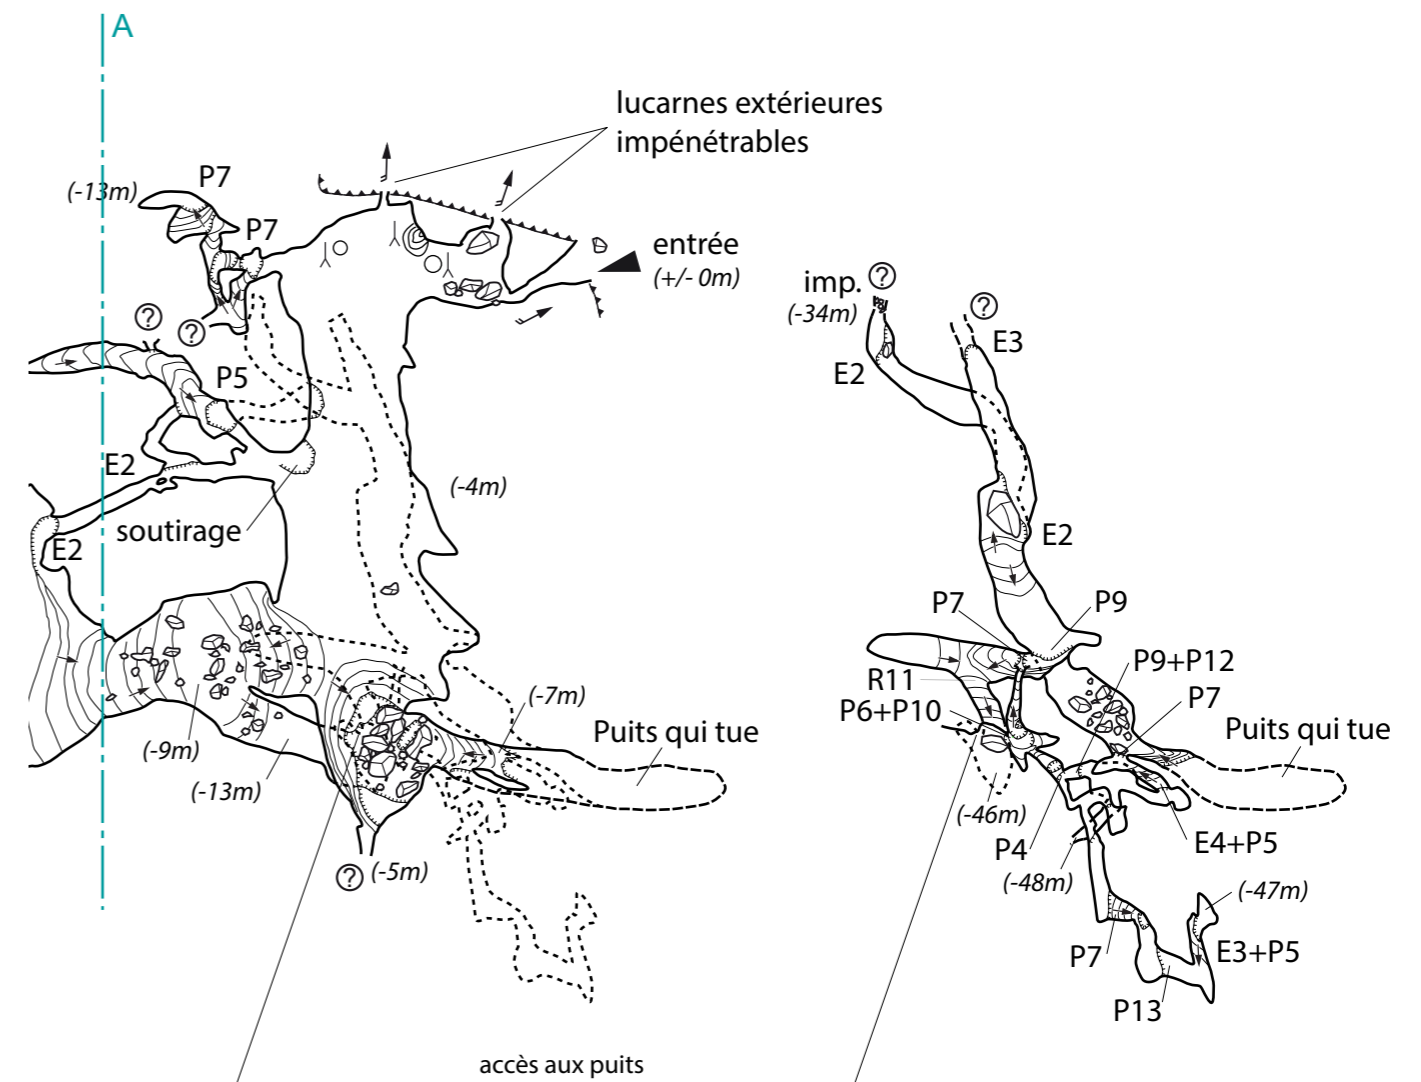 A
lucarnes extérieures
impénétrables
P7
(-13m)
P7
entrée
(+/- 0m)
?
?
P5
E2
(-4m)
soutirage
E2
(-7m)
Puits qui tue
(-9m)
(-13m)
?
(-5m)
accès aux puits
imp.
?
(-34m)
?
E3
E2
E2
P7
P9
P9+P12
R11
P7
P6+P10
Puits qui tue
(-46m)
P4
E4+P5
(-48m)
(-47m)
P7
E3+P5
P13